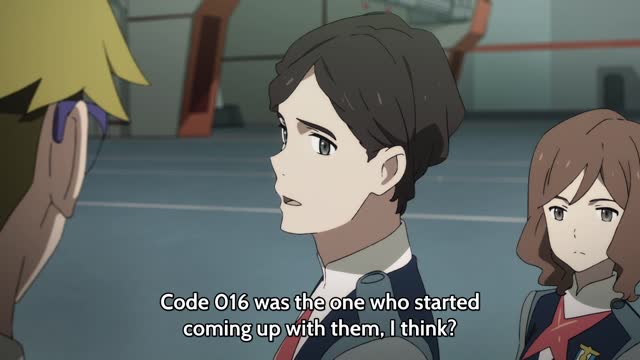 Code 016 was the one who started
coming up with them, I think?